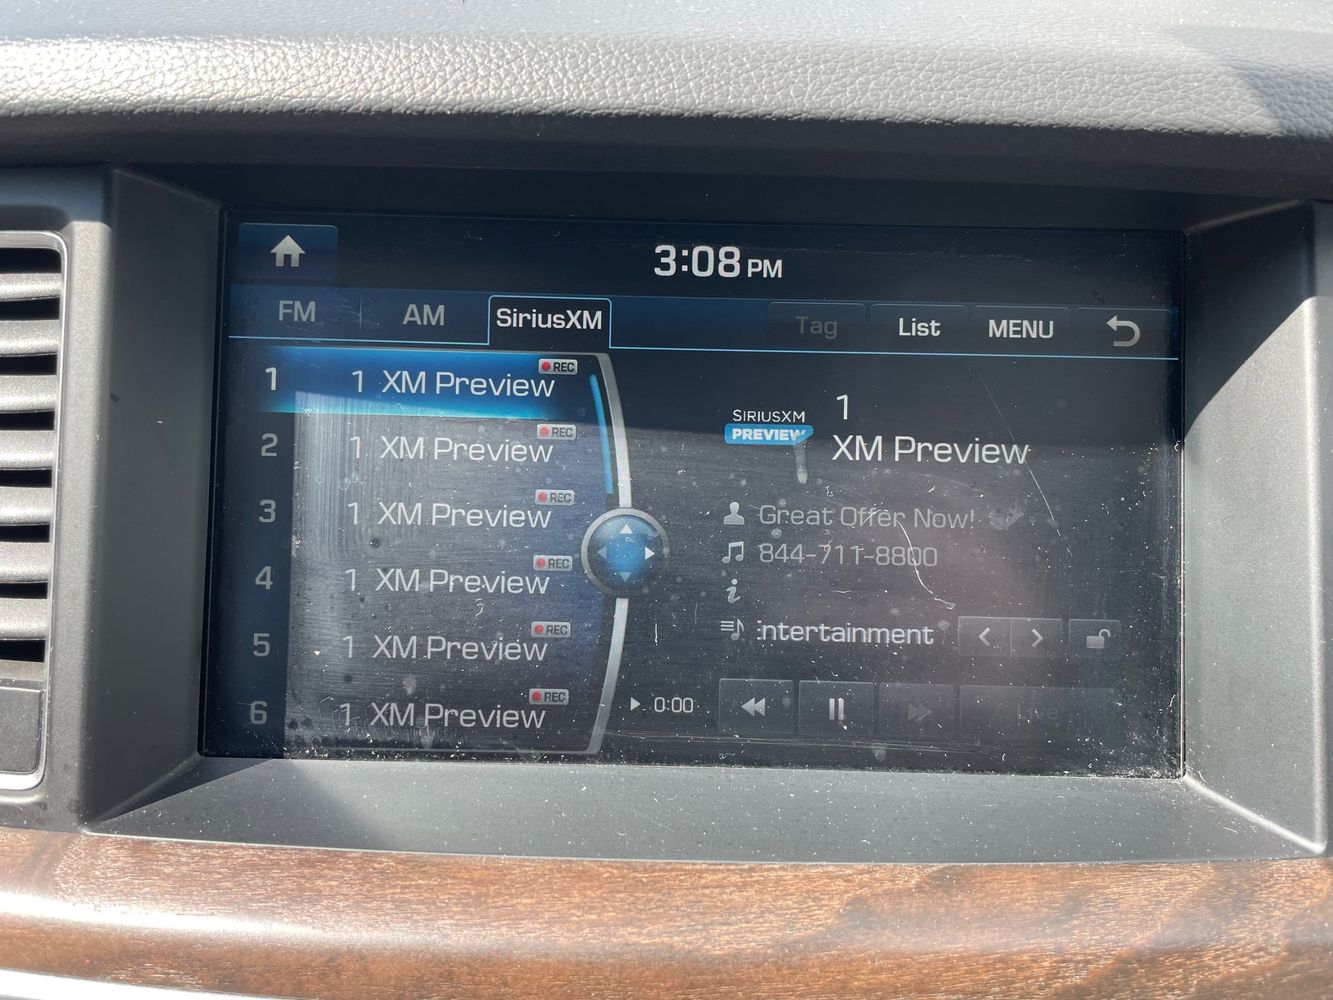 3:08 PM
FM AM SiriusXM Tag List MENU
1 1 XM Preview REC
2 1 XM Preview REC
3 1 XM Preview REC
4 1 XM Preview REC
5 1 XM Preview REC
6 1 XM Preview REC
SIRIUSXM
PREVIEW
1
XM Preview
Great Offer Now!
844-711-8800
i
ntertainment
0:00
Live